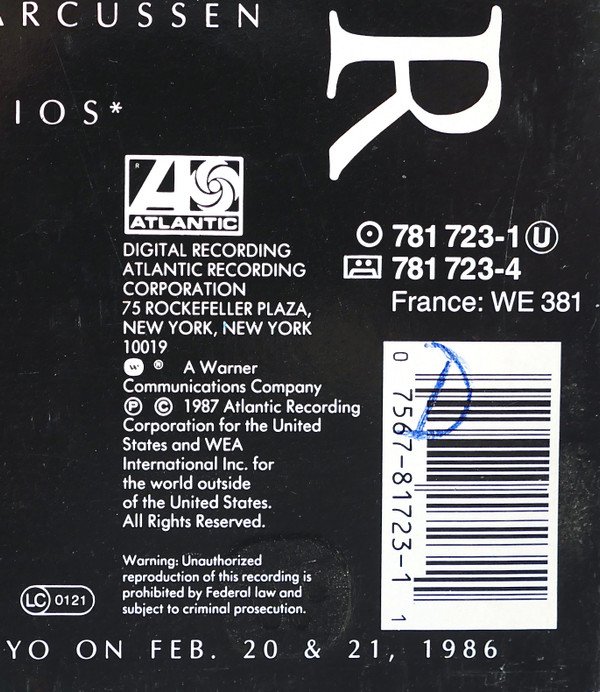 ARCUSSEN
IOS*
R
R
ATLANTIC
DIGITAL RECORDING
ATLANTIC RECORDING
CORPORATION
75 ROCKEFELLER PLAZA,
NEW YORK, NEW YORK
10019
W ® A Warner
Communications Company
Ⓟ © 1987 Atlantic Recording
Corporation for the United
States and WEA
International Inc. for
the world outside
of the United States.
All Rights Reserved.
Warning: Unauthorized
reproduction of this recording is
prohibited by Federal law and
subject to criminal prosecution.
LC 0121
781 723-1 Ⓤ
781 723-4
France: WE 381
0 7567-81723-1 1
D
YO ON FEB. 20 & 21, 1986